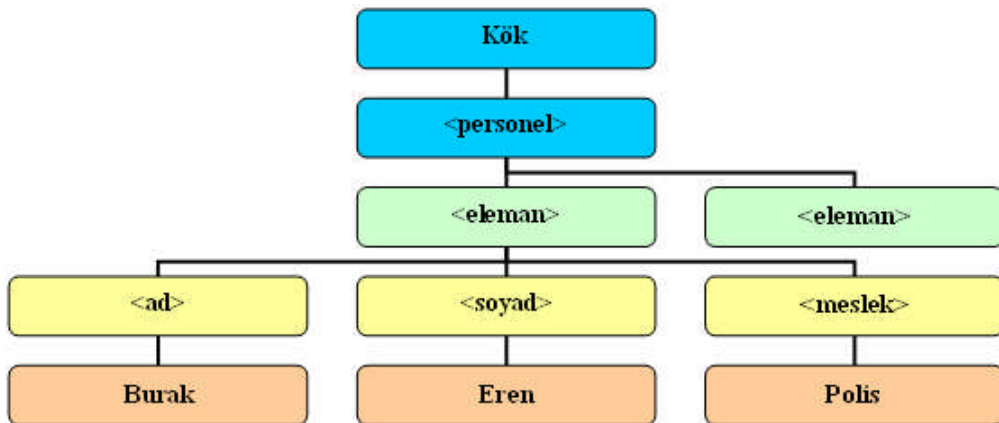 Kök
<personel>
<eleman> <eleman>
<ad> <soyad> <meslek>
Burak Eren Polis